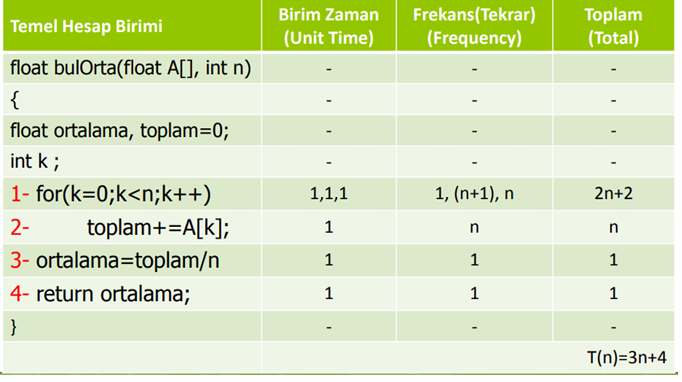 Temel Hesap Birimi Birim Zaman (Unit Time) Frekans(Tekrar) (Frequency) Toplam (Total)
float bulOrta(float A[], int n) - - -
{ - - -
float ortalama, toplam=0; - - -
int k ; - - -
1- for(k=0;k<n;k++) 1,1,1 1, (n+1), n 2n+2
2- toplam+=A[k]; 1 n n
3- ortalama=toplam/n 1 1 1
4- return ortalama; 1 1 1
} - - -
T(n)=3n+4